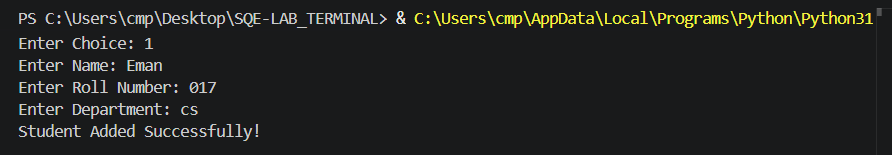 PS C:\Users\cmp\Desktop\SQE-LAB_TERMINAL> & C:\Users\cmp\AppData\Local\Programs\Python\Python31
Enter Choice: 1
Enter Name: Eman
Enter Roll Number: 017
Enter Department: cs
Student Added Successfully!